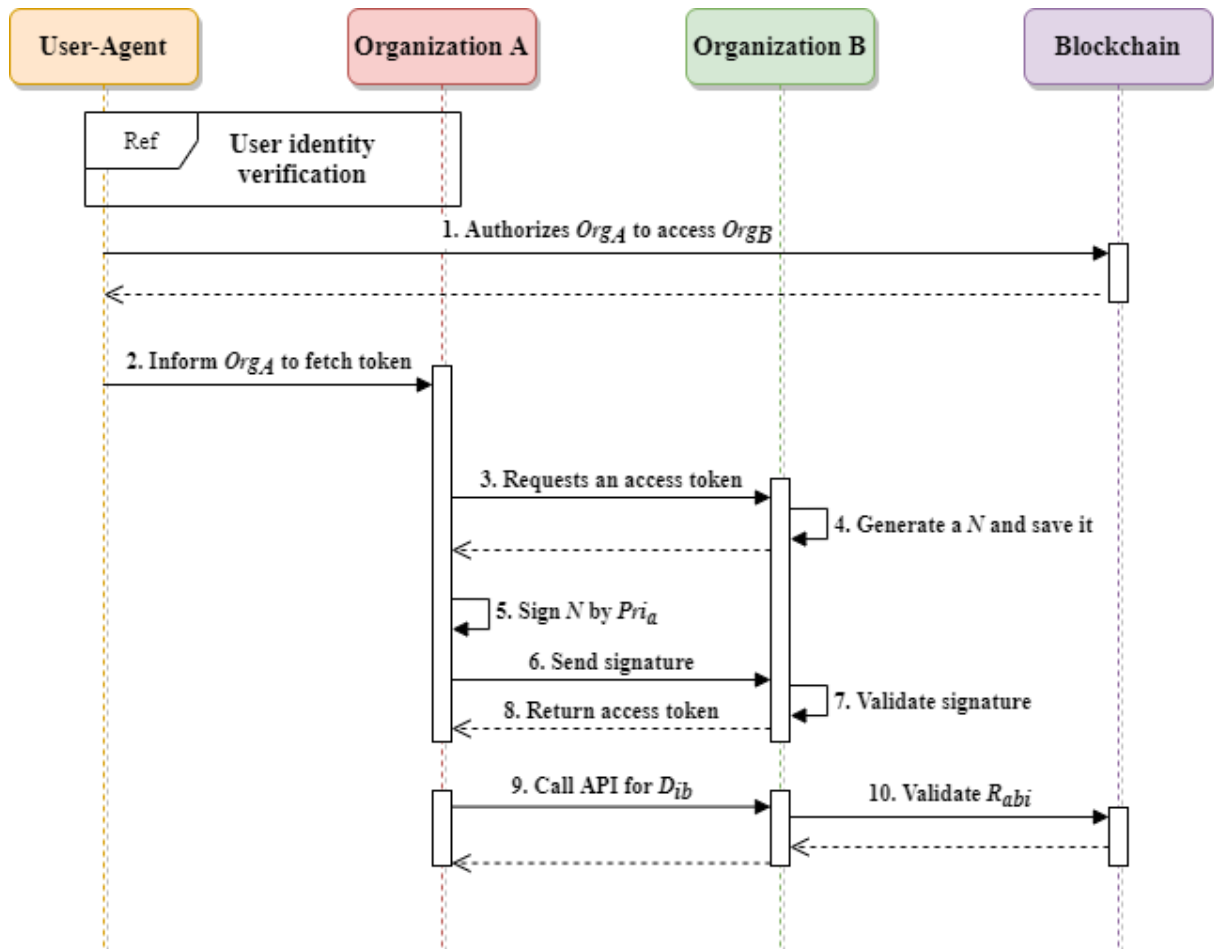 User-Agent
Organization A
Organization B
Blockchain
Ref
User identity
verification
1. Authorizes OrgA to access OrgB
2. Inform OrgA to fetch token
3. Requests an access token
4. Generate a N and save it
5. Sign N by Pria
6. Send signature
7. Validate signature
8. Return access token
9. Call API for Dib
10. Validate Rabi